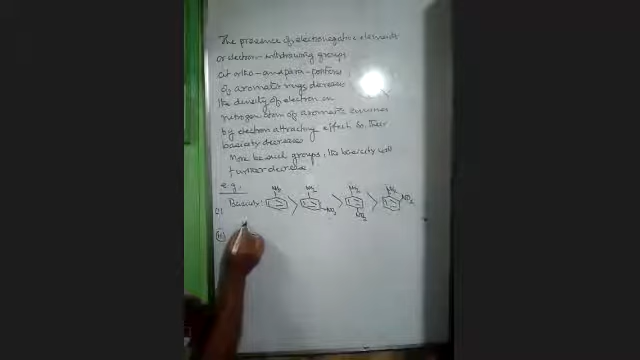 The presence of electronegative elements
or electron-withdrawing groups
at ortho- and para-positions
of aromatic rings decrease
the density of electron on
nitrogen atom of aromatic
by electron attracting effect so their
basicity decreases
More be such groups, its basicity will
further decrease
e.g.
Basicity: NH2 > NH2 NO2 > NH2 NO2 > NH2 NO2
(i)
(ii)